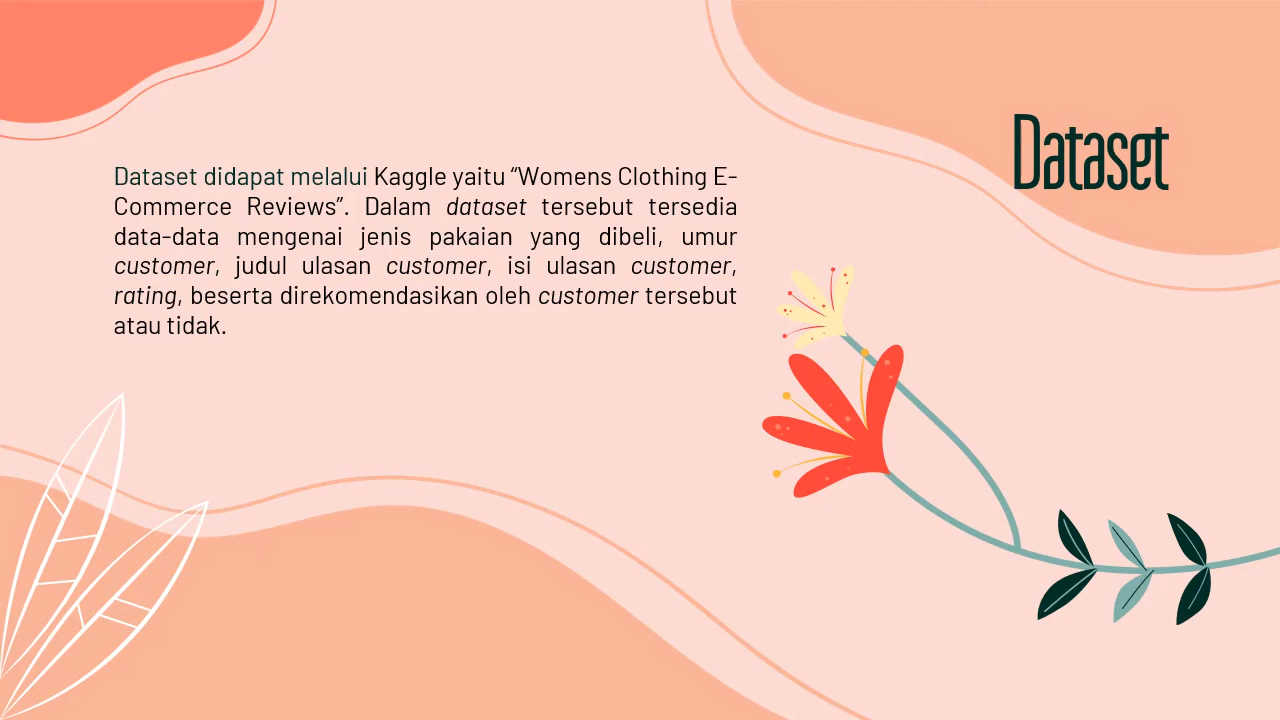 Dataset
Dataset didapat melalui Kaggle yaitu “Womens Clothing E-
Commerce Reviews”. Dalam dataset tersebut tersedia
data-data mengenai jenis pakaian yang dibeli, umur
customer, judul ulasan customer, isi ulasan customer,
rating, beserta direkomendasikan oleh customer tersebut
atau tidak.